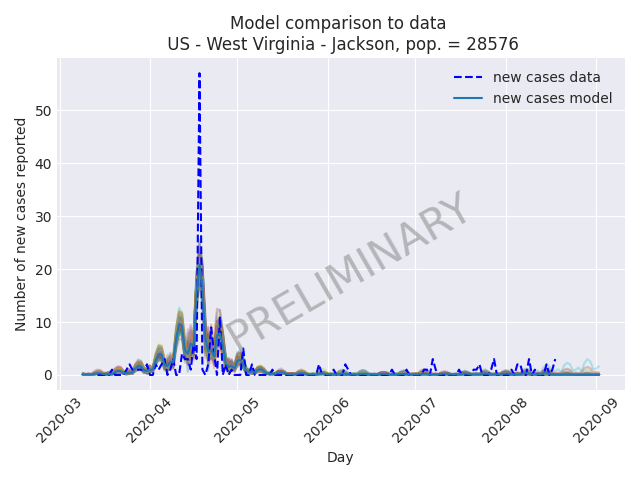 Model comparison to data
US - West Virginia - Jackson, pop. = 28576
new cases data
new cases model
Number of new cases reported
50
40
30
20
10
0
PRELIMINARY
2020-03
2020-04
2020-05
2020-06
2020-07
2020-08
2020-09
Day